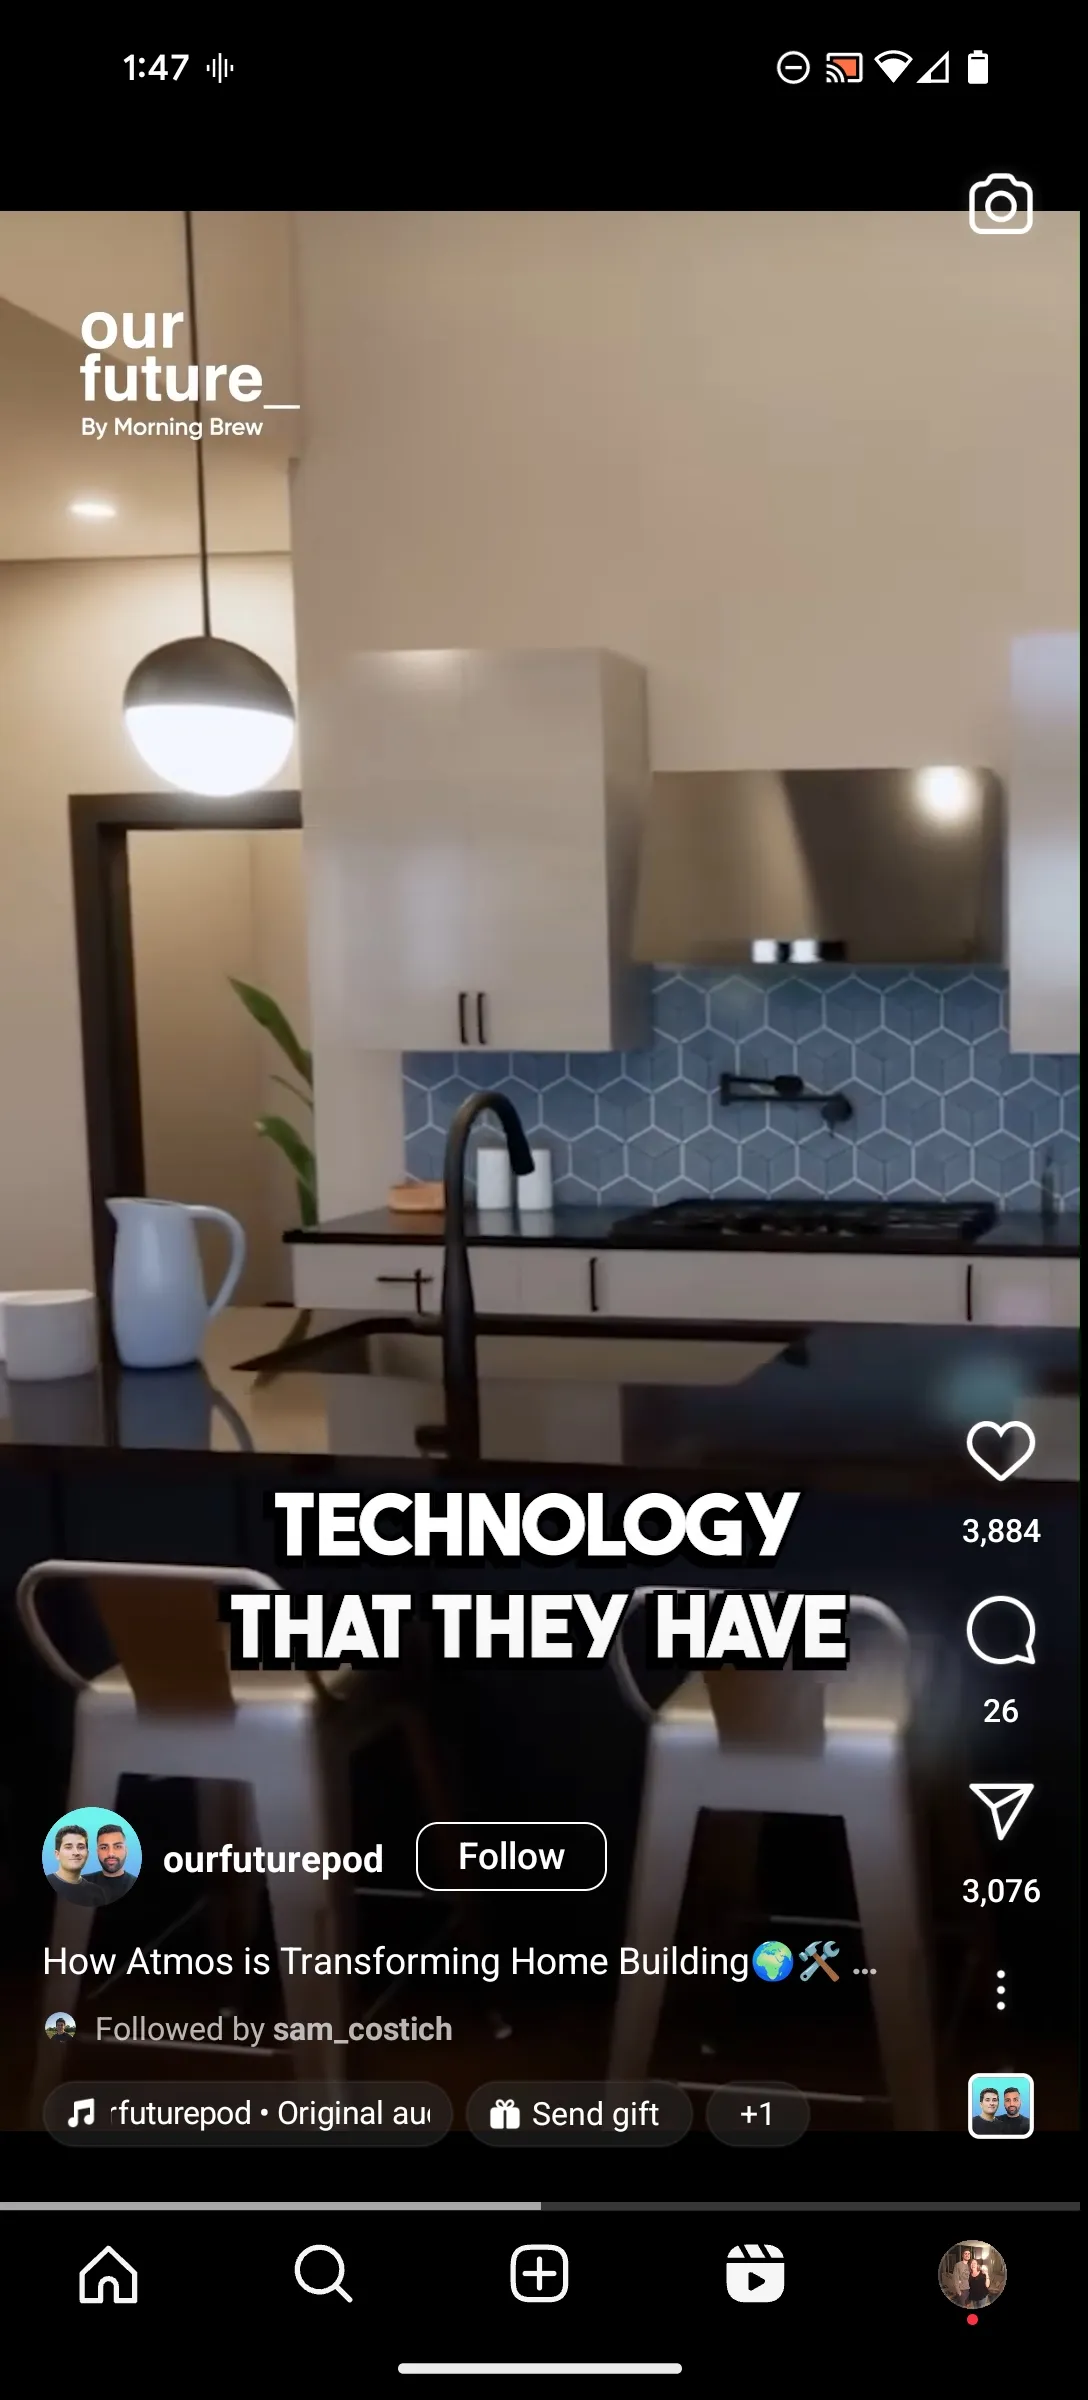 1:47
our
future_
By Morning Brew
TECHNOLOGY
THAT THEY HAVE
3,884
26
3,076
ourfuturepod
Follow
How Atmos is Transforming Home Building🌍🛠️ ...
Followed by sam_costich
rfuturepod • Original au
Send gift
+1